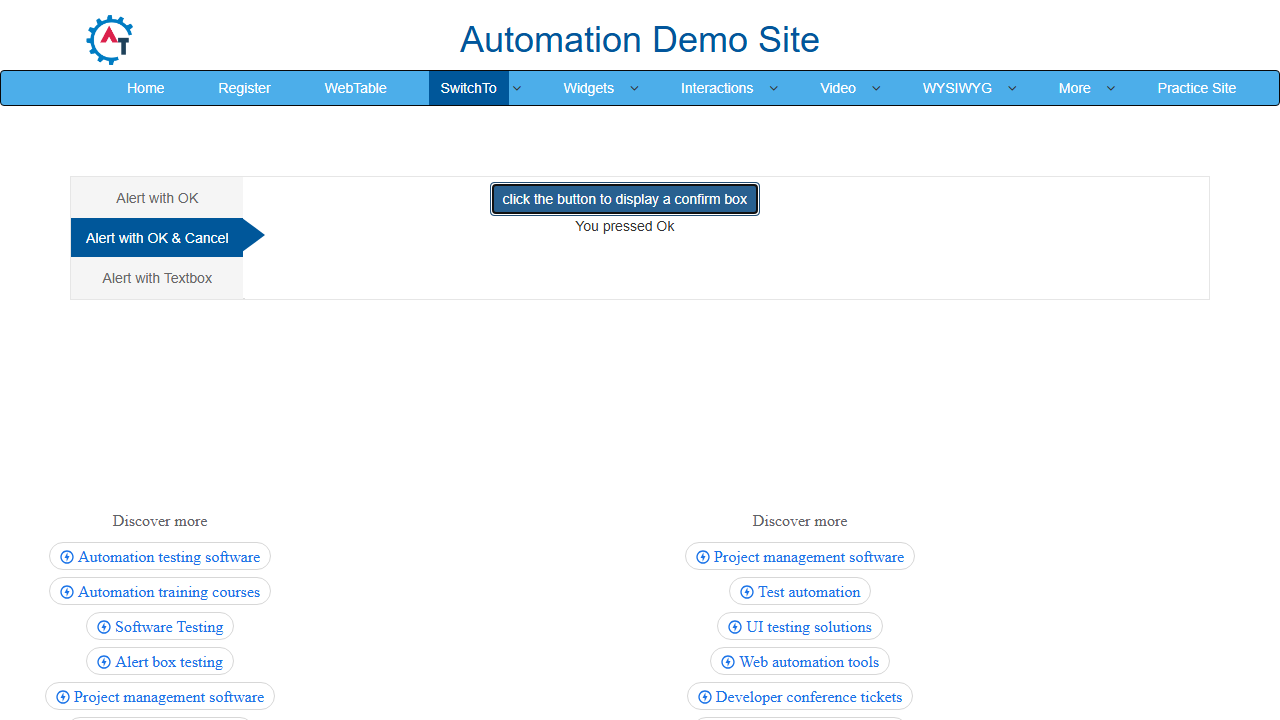 AT
Automation Demo Site
Home Register WebTable SwitchTo Widgets Interactions Video WYSIWYG More Practice Site
Alert with OK
Alert with OK & Cancel
Alert with Textbox
click the button to display a confirm box
You pressed Ok
Discover more
Automation testing software
Automation training courses
Software Testing
Alert box testing
Project management software
Discover more
Project management software
Test automation
UI testing solutions
Web automation tools
Developer conference tickets